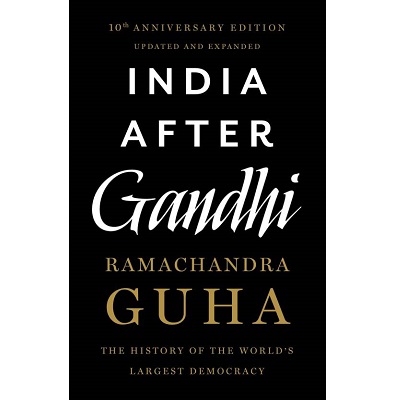 10th ANNIVERSARY EDITION
UPDATED AND EXPANDED
INDIA
AFTER
Gandhi
RAMACHANDRA
GUHA
THE HISTORY OF THE WORLD'S
LARGEST DEMOCRACY